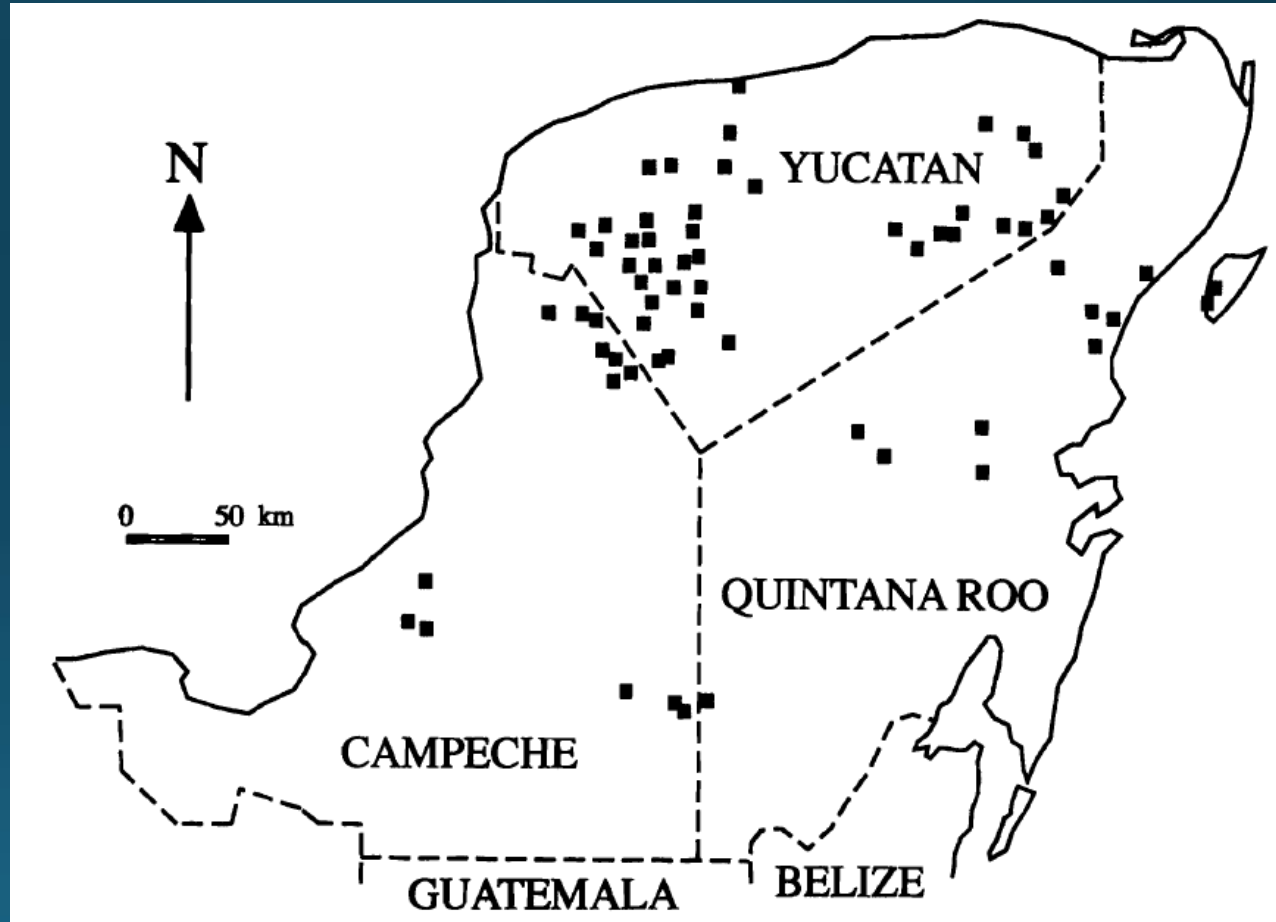 N
YUCATAN
0 50 km
QUINTANA ROO
CAMPECHE
GUATEMALA
BELIZE